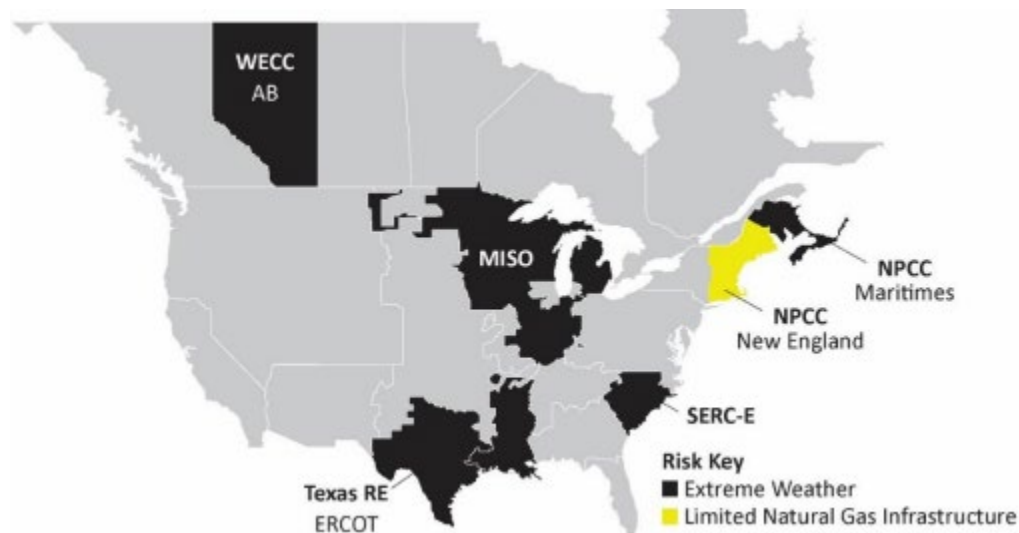 WECC
AB
MISO
NPCC
Maritimes
NPCC
New England
SERC-E
Texas RE
ERCOT
Risk Key
Extreme Weather
Limited Natural Gas Infrastructure